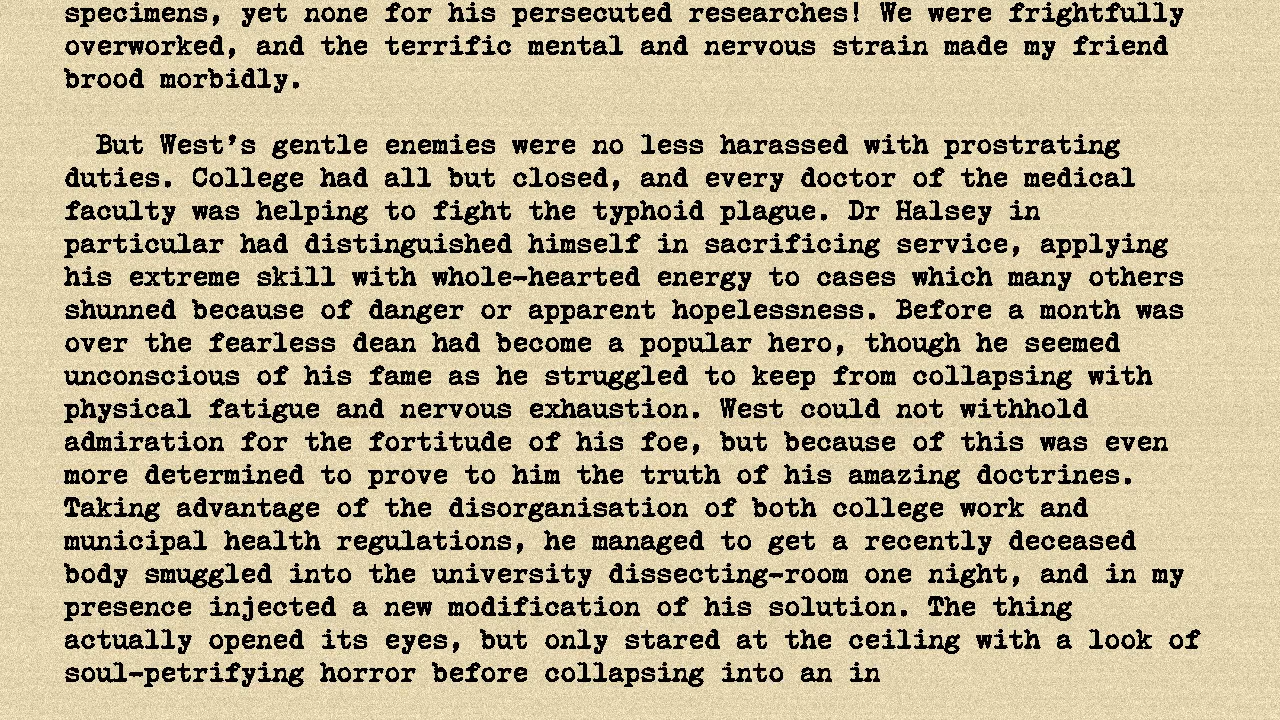 specimens, yet none for his persecuted researches! We were frightfully
overworked, and the terrific mental and nervous strain made my friend
brood morbidly.

But West's gentle enemies were no less harassed with prostrating
duties. College had all but closed, and every doctor of the medical
faculty was helping to fight the typhoid plague. Dr Halsey in
particular had distinguished himself in sacrificing service, applying
his extreme skill with whole-hearted energy to cases which many others
shunned because of danger or apparent hopelessness. Before a month was
over the fearless dean had become a popular hero, though he seemed
unconscious of his fame as he struggled to keep from collapsing with
physical fatigue and nervous exhaustion. West could not withhold
admiration for the fortitude of his foe, but because of this was even
more determined to prove to him the truth of his amazing doctrines.
Taking advantage of the disorganisation of both college work and
municipal health regulations, he managed to get a recently deceased
body smuggled into the university dissecting-room one night, and in my
presence injected a new modification of his solution. The thing
actually opened its eyes, but only stared at the ceiling with a look of
soul-petrifying horror before collapsing into an in